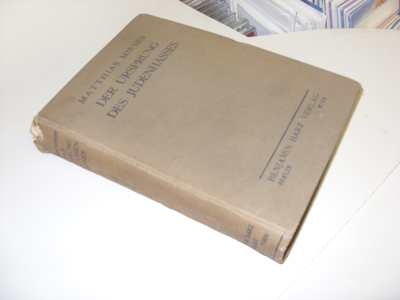 MATTHIAS MIESES
DER URSPRUNG
DES JUDENHASSES
BENJAMIN HARZ VERLAG
BERLIN
WIEN